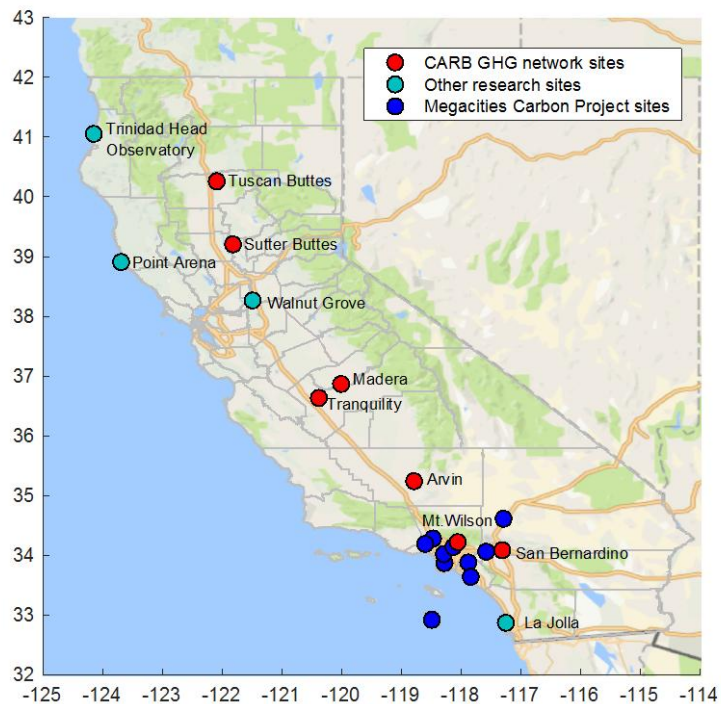 43
42
41
40
39
38
37
36
35
34
33
32
CARB GHG network sites
Other research sites
Megacities Carbon Project sites
Trinidad Head
Observatory
Tuscan Buttes
Sutter Buttes
Point Arena
Walnut Grove
Madera
Tranquility
Arvin
Mt.Wilson
San Bernardino
La Jolla
-125 -124 -123 -122 -121 -120 -119 -118 -117 -116 -115 -114